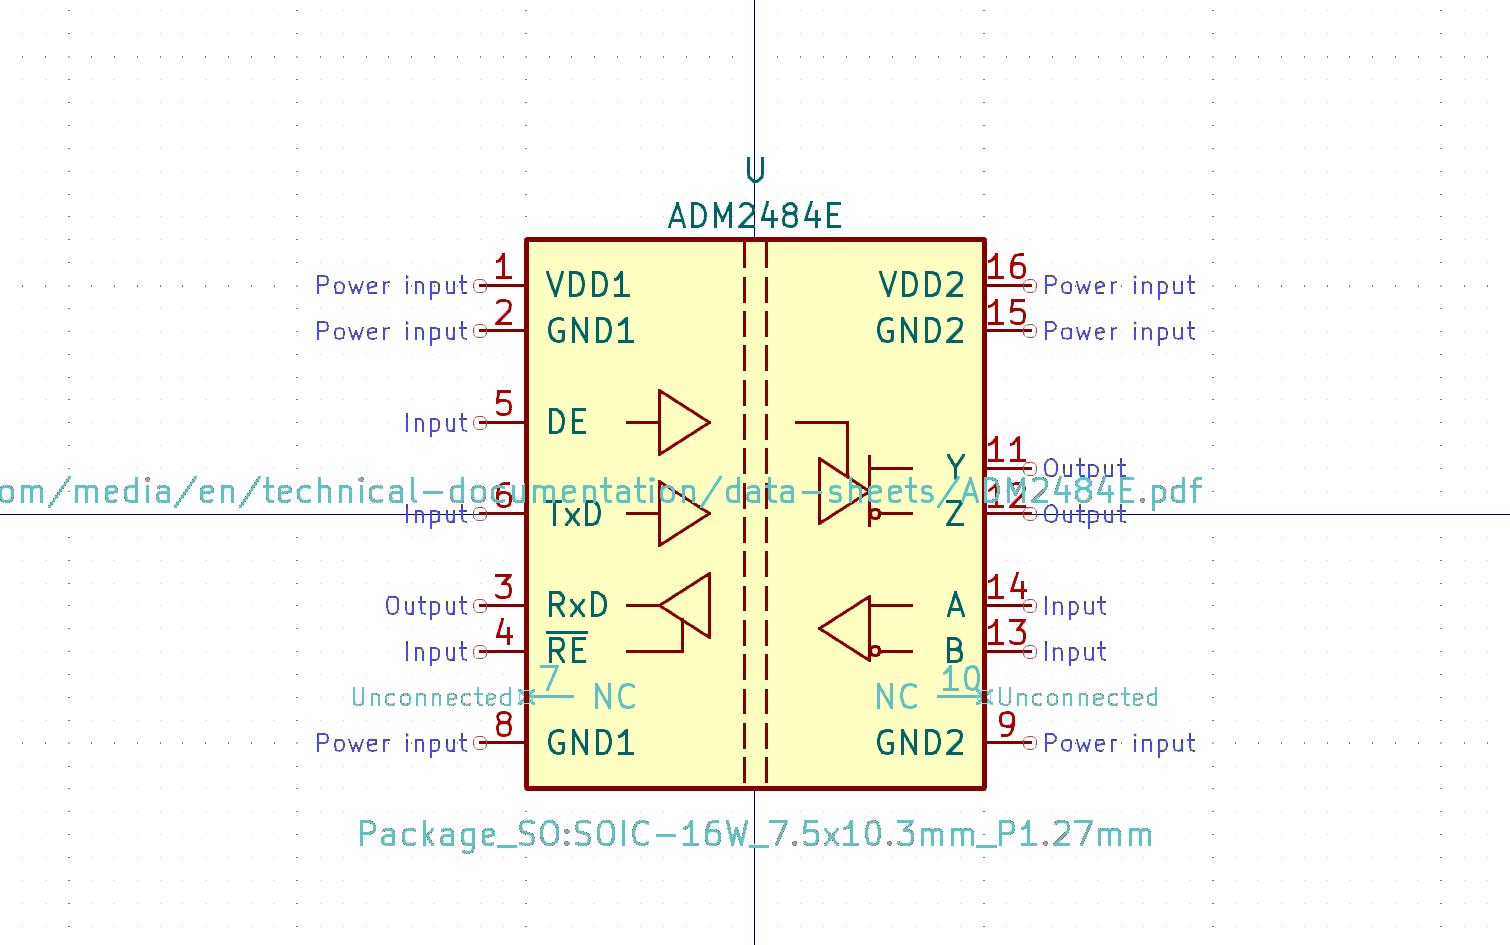 U
ADM2484E
Power input 1 VDD1 VDD2 16 Power input
Power input 2 GND1 GND2 15 Power input
Input 5 DE
Y 11 Output
om/media/en/technical-documentation/data-sheets/ADM2484E.pdf
Input 6 TxD Z 12 Output
Output 3 RxD A 14 Input
Input 4 RE B 13 Input
Unconnected 7 NC NC 10 Unconnected
Power input 8 GND1 GND2 9 Power input
Package_SO:SOIC-16W_7.5x10.3mm_P1.27mm